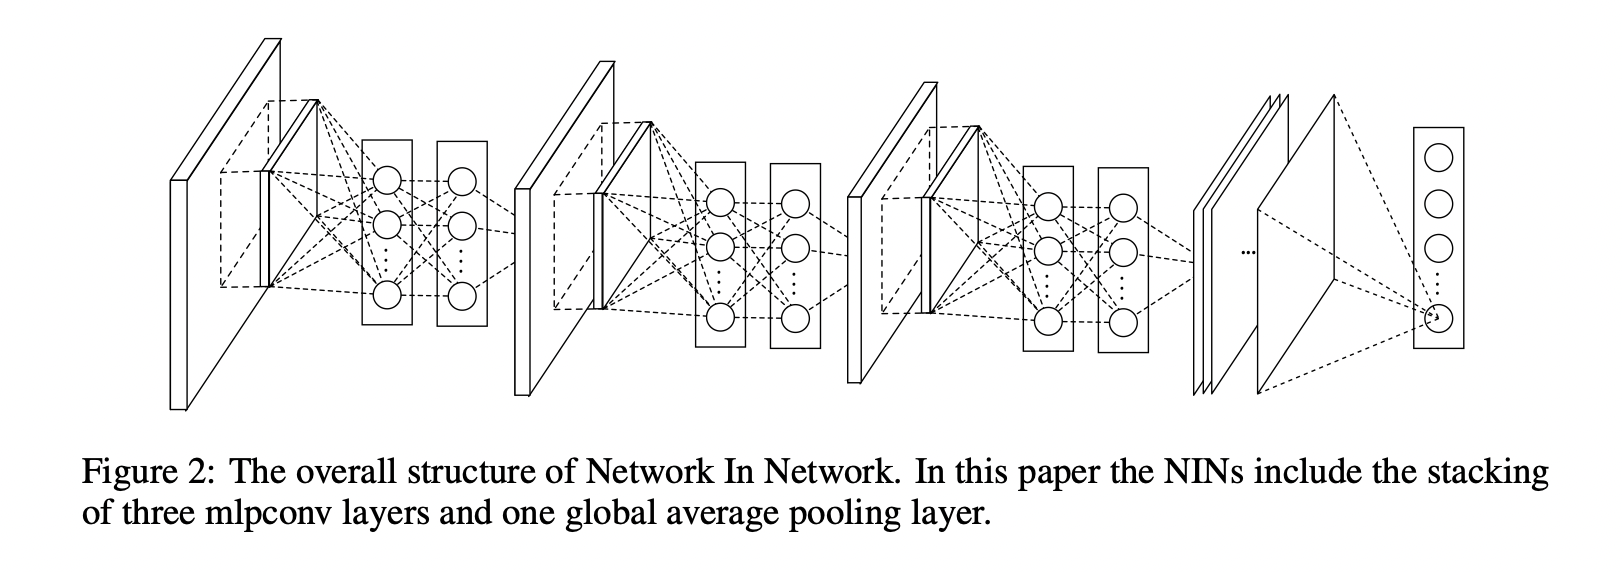 ...
Figure 2: The overall structure of Network In Network. In this paper the NINs include the stacking
of three mlpconv layers and one global average pooling layer.